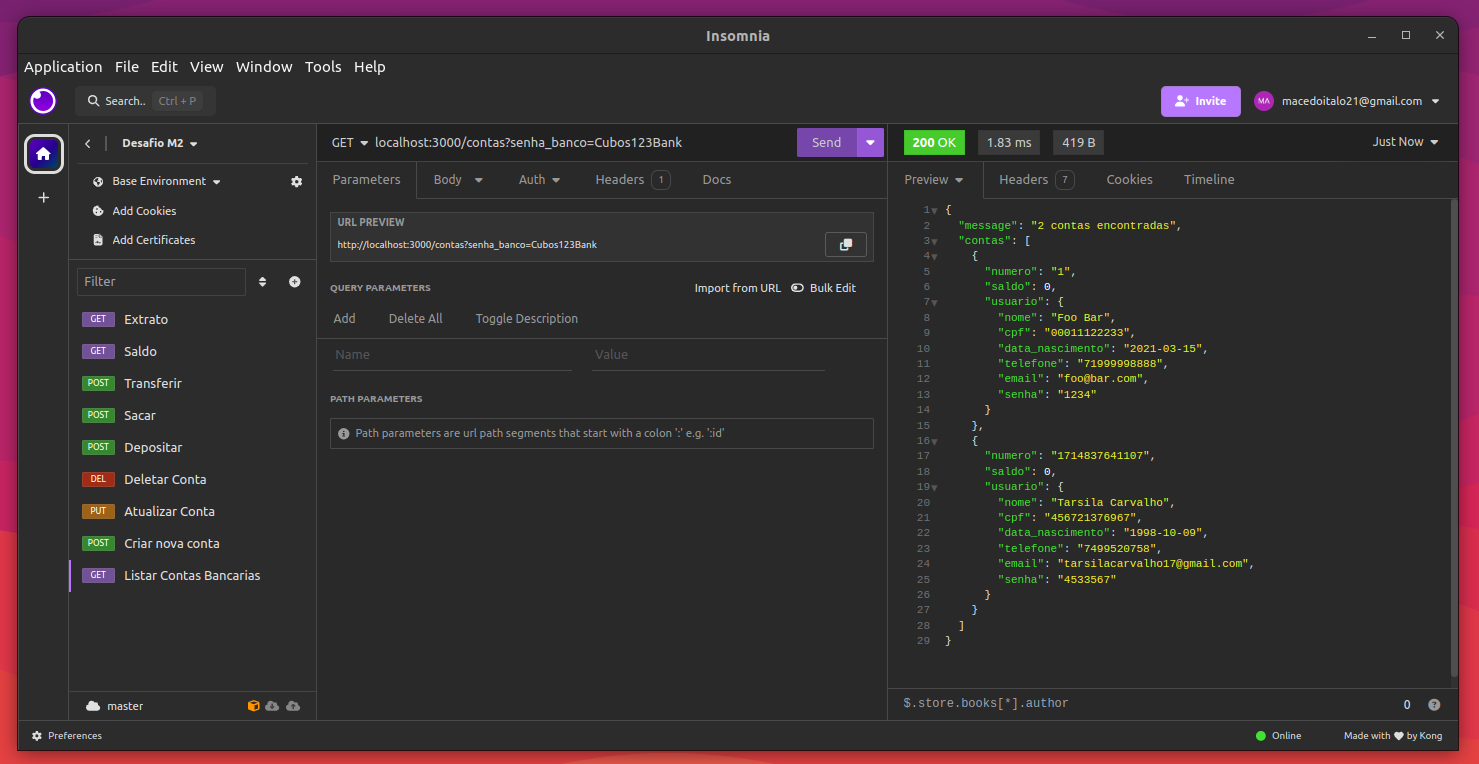 Insomnia
Application File Edit View Window Tools Help
Search.. Ctrl + P
Invite
MA macedoitalo21@gmail.com
Desafio M2
Base Environment
Add Cookies
Add Certificates
Filter
GET Extrato
GET Saldo
POST Transferir
POST Sacar
POST Depositar
DEL Deletar Conta
PUT Atualizar Conta
POST Criar nova conta
GET Listar Contas Bancarias
master
GET localhost:3000/contas?senha_banco=Cubos123Bank Send
Parameters Body Auth Headers 1 Docs
URL PREVIEW
http://localhost:3000/contas?senha_banco=Cubos123Bank
QUERY PARAMETERS Import from URL Bulk Edit
Add Delete All Toggle Description
Name Value
PATH PARAMETERS
Path parameters are url path segments that start with a colon ':' e.g. ':id'
200 OK 1.83 ms 419 B Just Now
Preview Headers 7 Cookies Timeline
1 {
2 "message": "2 contas encontradas",
3 "contas": [
4 {
5 "numero": "1",
6 "saldo": 0,
7 "usuario": {
8 "nome": "Foo Bar",
9 "cpf": "00011122233",
10 "data_nascimento": "2021-03-15",
11 "telefone": "71999998888",
12 "email": "foo@bar.com",
13 "senha": "1234"
14 }
15 },
16 {
17 "numero": "1714837641107",
18 "saldo": 0,
19 "usuario": {
20 "nome": "Tarsila Carvalho",
21 "cpf": "456721376967",
22 "data_nascimento": "1998-10-09",
23 "telefone": "7499520758",
24 "email": "tarsilacarvalho17@gmail.com",
25 "senha": "4533567"
26 }
27 }
28 ]
29 }
$.store.books[*].author 0
Preferences
Online
Made with ♥ by Kong